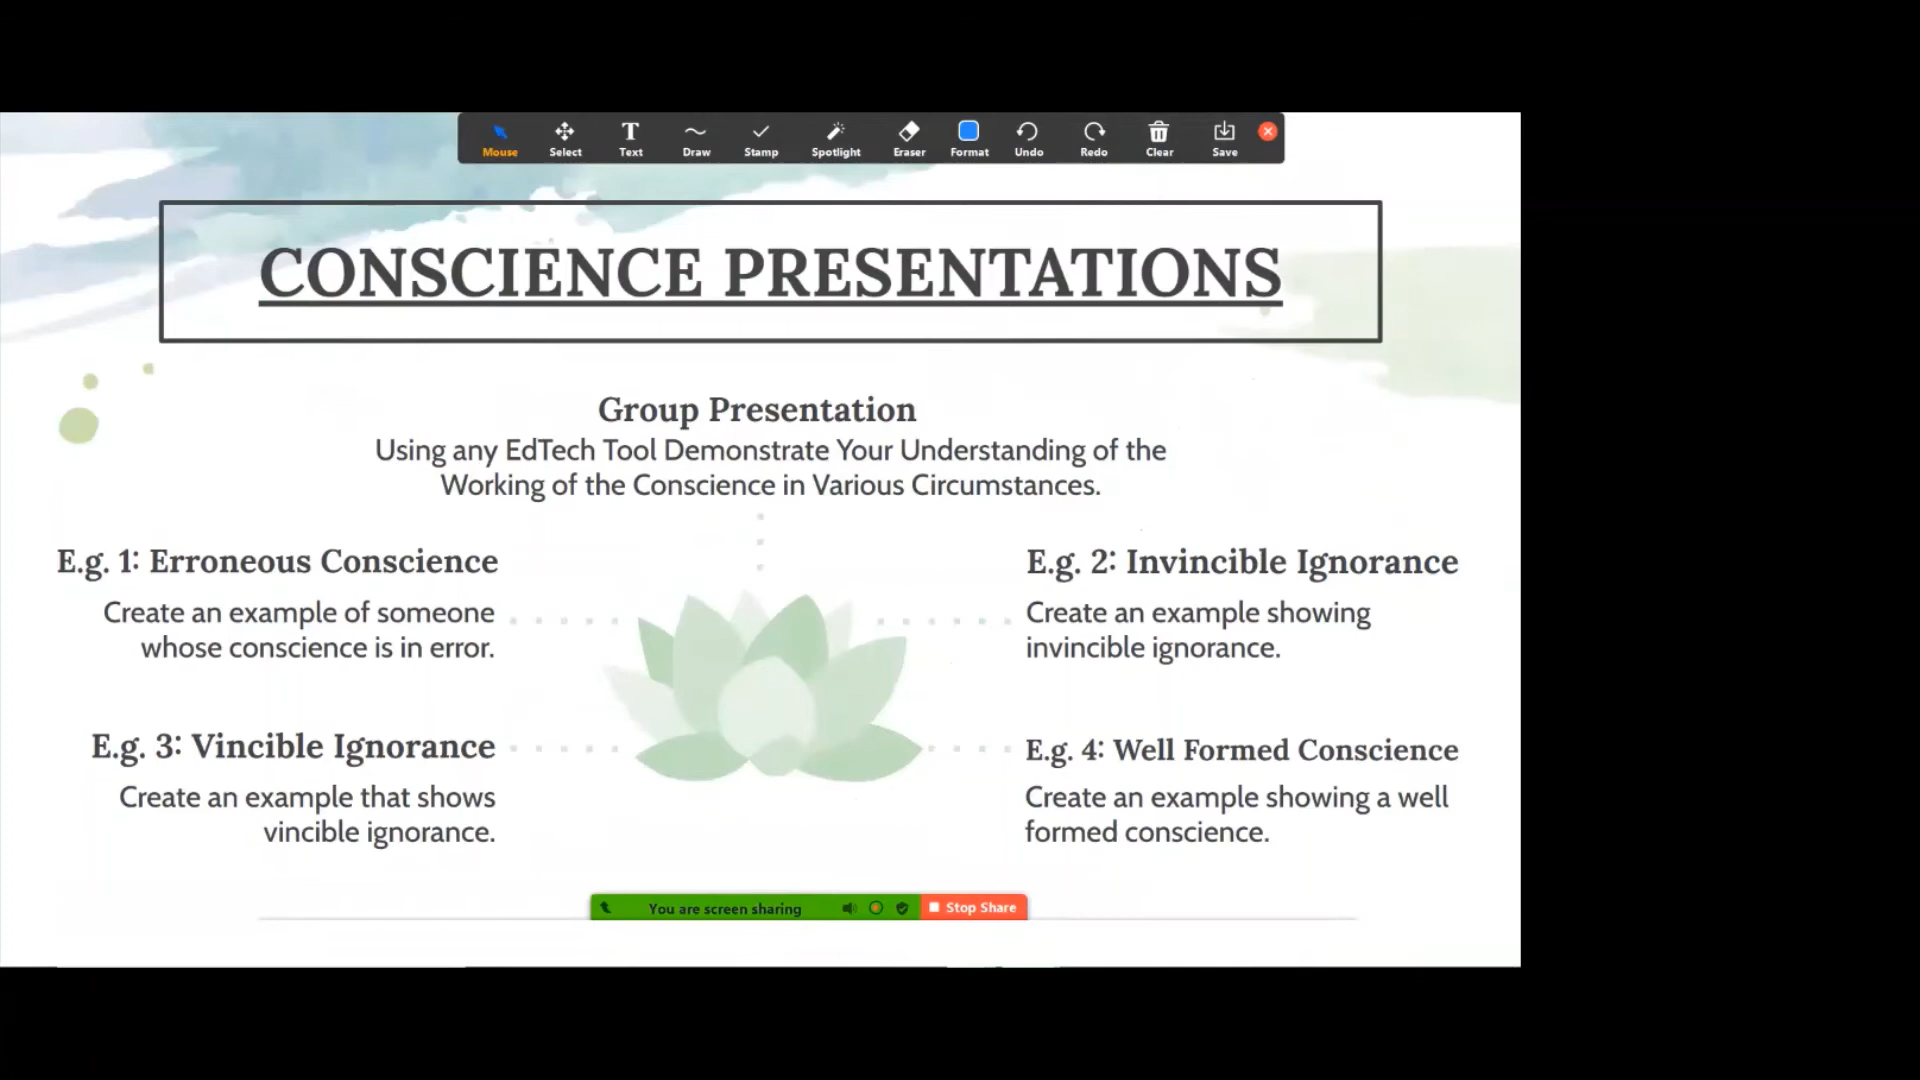 Mouse Select Text Draw Stamp Spotlight Eraser Format Undo Redo Clear Save
CONSCIENCE PRESENTATIONS
Group Presentation
Using any EdTech Tool Demonstrate Your Understanding of the
Working of the Conscience in Various Circumstances.
E.g. 1: Erroneous Conscience
Create an example of someone
whose conscience is in error.
E.g. 2: Invincible Ignorance
Create an example showing
invincible ignorance.
E.g. 3: Vincible Ignorance
Create an example that shows
vincible ignorance.
E.g. 4: Well Formed Conscience
Create an example showing a well
formed conscience.
You are screen sharing Stop Share